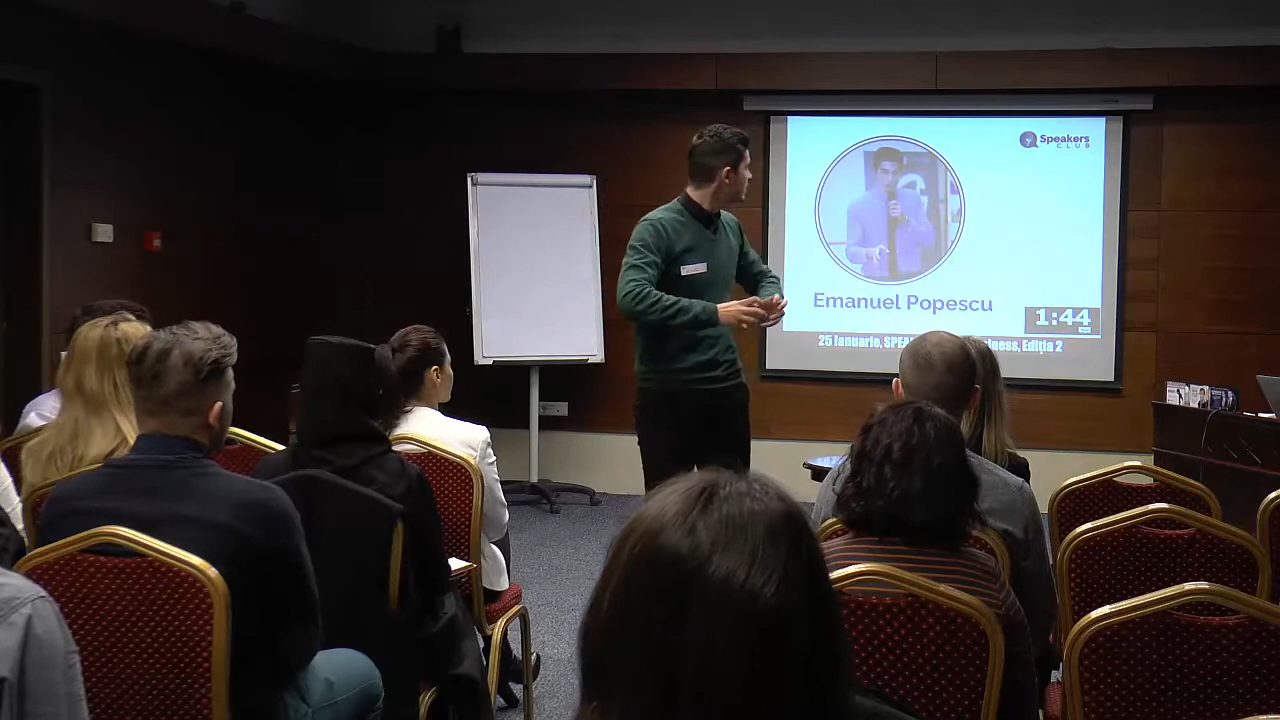 Speakers
CLUB
Emanuel Popescu
1:44
25 Ianuarie, SPEA
iness, Ediția 2